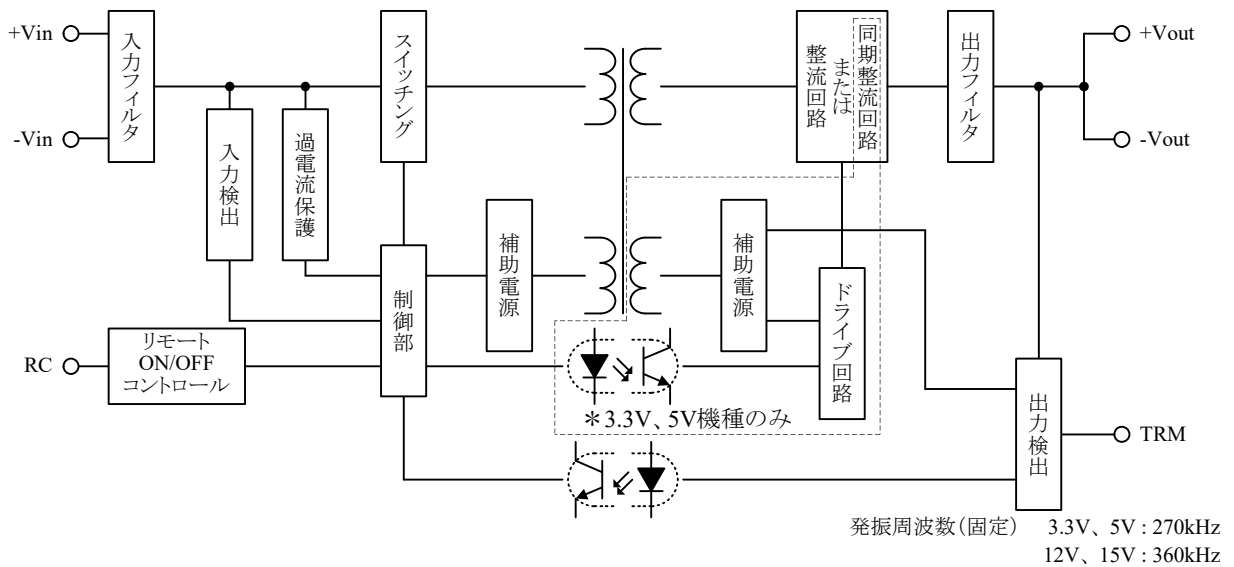 +Vin
-Vin
入力フィルタ
入力検出
過電流保護
スイッチング
制御部
補助電源
RC
リモート
ON/OFF
コントロール
整流回路
または
同期整流回路
出力フィルタ
+Vout
-Vout
補助電源
ドライブ回路
＊3.3V、5V機種のみ
出力検出
TRM
発振周波数（固定） 3.3V、5V : 270kHz
12V、15V : 360kHz